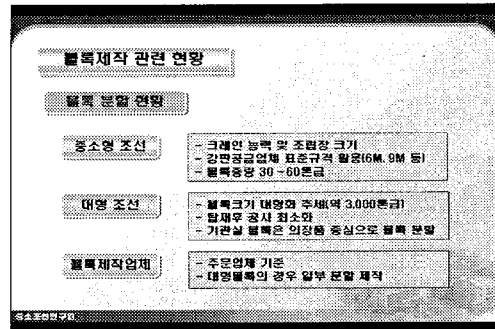 블록제작 관련 현황
블록 분할 현황
중소형 조선
- 크레인 능력 및 조립장 크기
- 강판공급업체 표준규격 활용(6M, 9M 등)
- 블록중량 30~60톤급
대형 조선
- 블록크기 대형화 추세(약 3,000톤급)
- 탑재후 공사 최소화
- 기관실 블록은 의장품 중심으로 블록 분할
블록제작업체
- 주문업체 기준
- 대형블록의 경우 일부 분할 제작